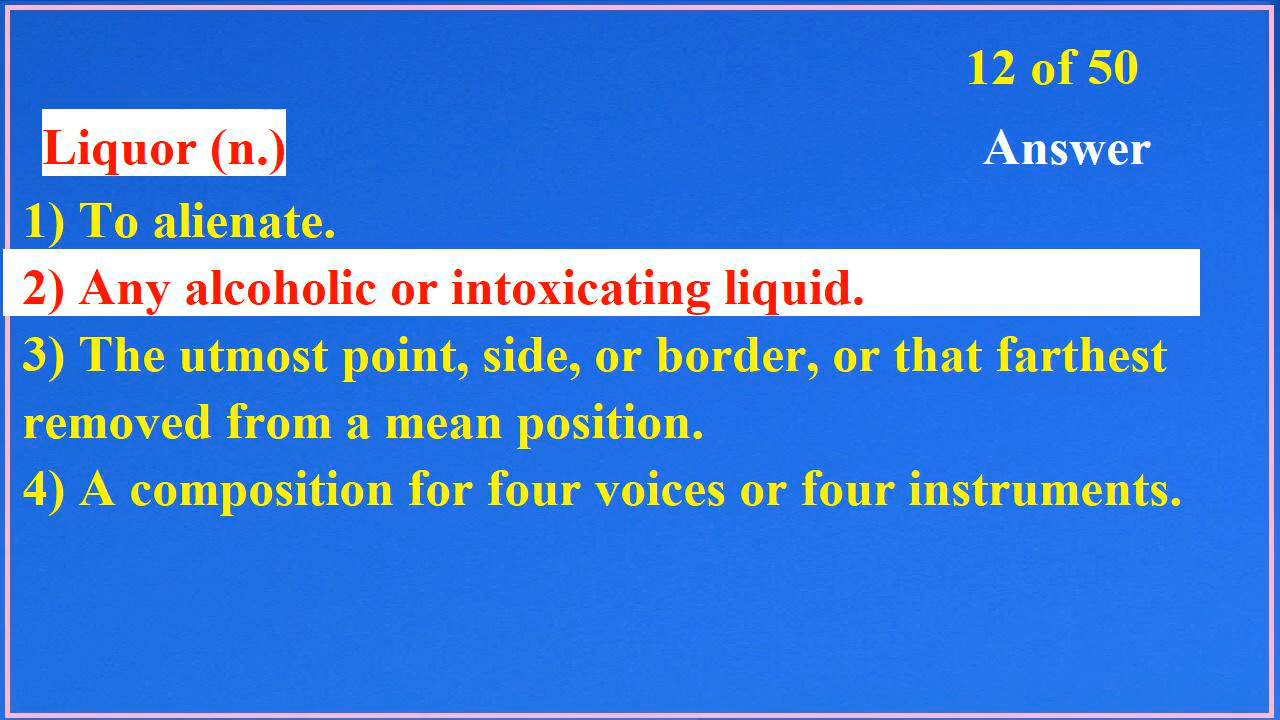 12 of 50
Liquor (n.)
Answer
1) To alienate.
2) Any alcoholic or intoxicating liquid.
3) The utmost point, side, or border, or that farthest
removed from a mean position.
4) A composition for four voices or four instruments.